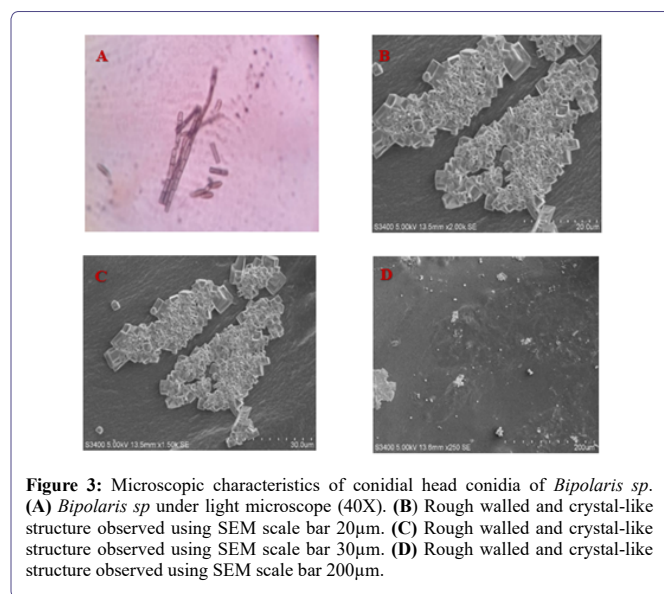 A
B
S3400 5.00kV 13.5mm x2.00k SE
20.0um
C
S3400 5.00kV 13.5mm x1.50k SE
30.0um
D
S3400 5.00kV 13.6mm x250 SE
200um
Figure 3: Microscopic characteristics of conidial head conidia of Bipolaris sp.
(A) Bipolaris sp under light microscope (40X). (B) Rough walled and crystal-like
structure observed using SEM scale bar 20µm. (C) Rough walled and crystal-like
structure observed using SEM scale bar 30µm. (D) Rough walled and crystal-like
structure observed using SEM scale bar 200µm.